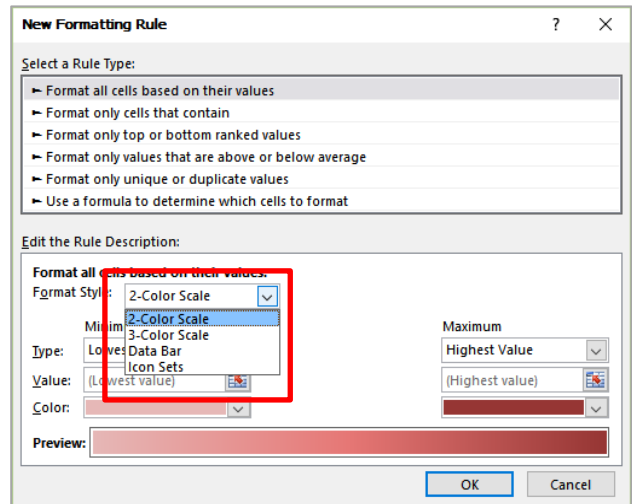 New Formatting Rule ?
Select a Rule Type:
► Format all cells based on their values
► Format only cells that contain
► Format only top or bottom ranked values
► Format only values that are above or below average
► Format only unique or duplicate values
► Use a formula to determine which cells to format
Edit the Rule Description:
Format all cells based on their values:
Format Style: 2-Color Scale
2-Color Scale
3-Color Scale
Data Bar
Icon Sets
Maximum
Type: Highest Value
Value: (Lowest value) (Highest value)
Color:
Preview:
OK Cancel